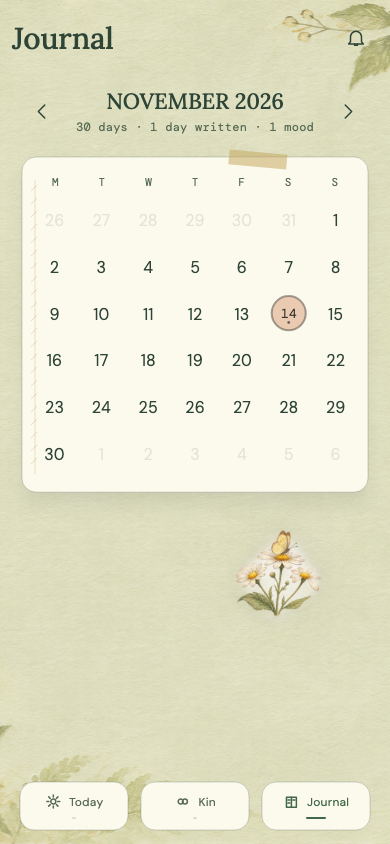 Journal
NOVEMBER 2026
30 days · 1 day written · 1 mood
M T W T F S S
26 27 28 29 30 31 1
2 3 4 5 6 7 8
9 10 11 12 13 14 15
16 17 18 19 20 21 22
23 24 25 26 27 28 29
30 1 2 3 4 5 6
Today Kin Journal